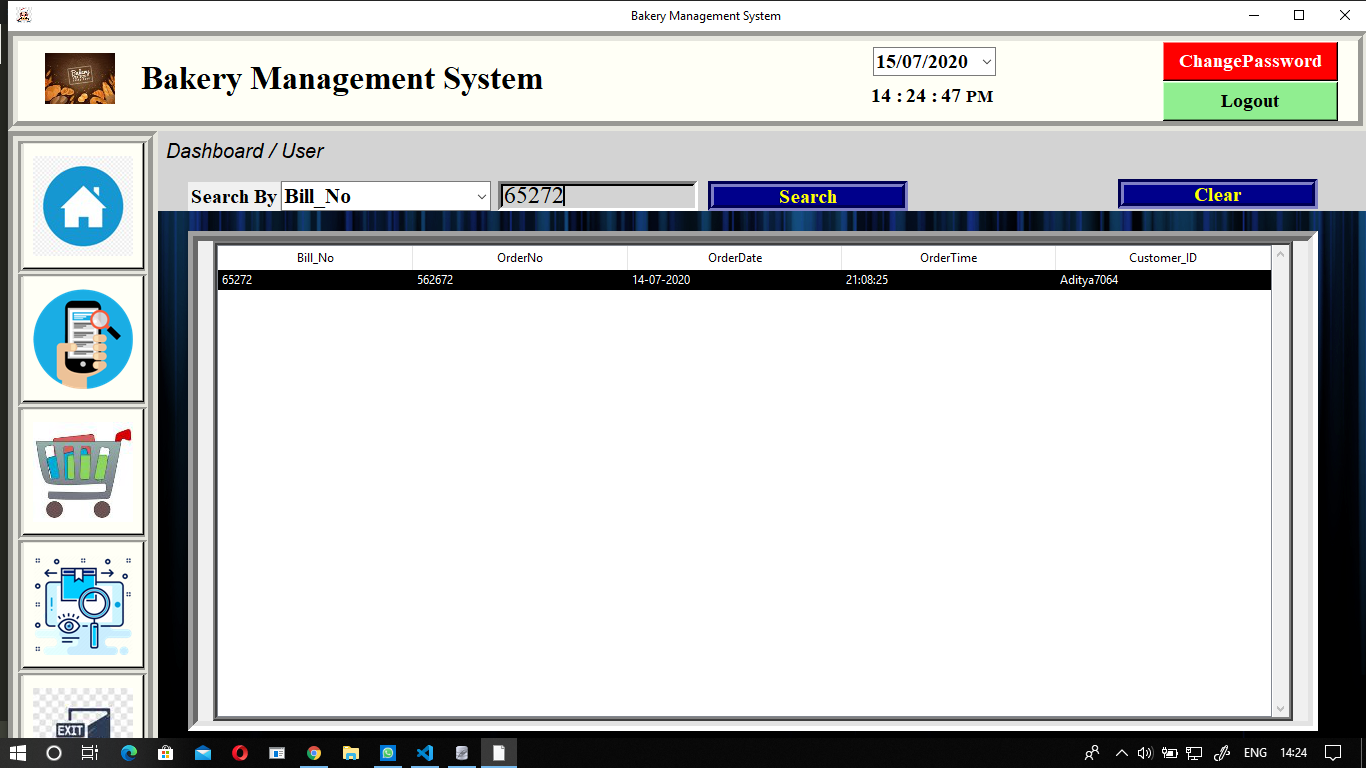 Bakery Management System
Bakery Management System
15/07/2020
14 : 24 : 47 PM
ChangePassword
Logout
Dashboard / User
Search By Bill_No 65272 Search Clear
Bill_No OrderNo OrderDate OrderTime Customer_ID
65272 562672 14-07-2020 21:08:25 Aditya7064
EXIT
ENG 14:24